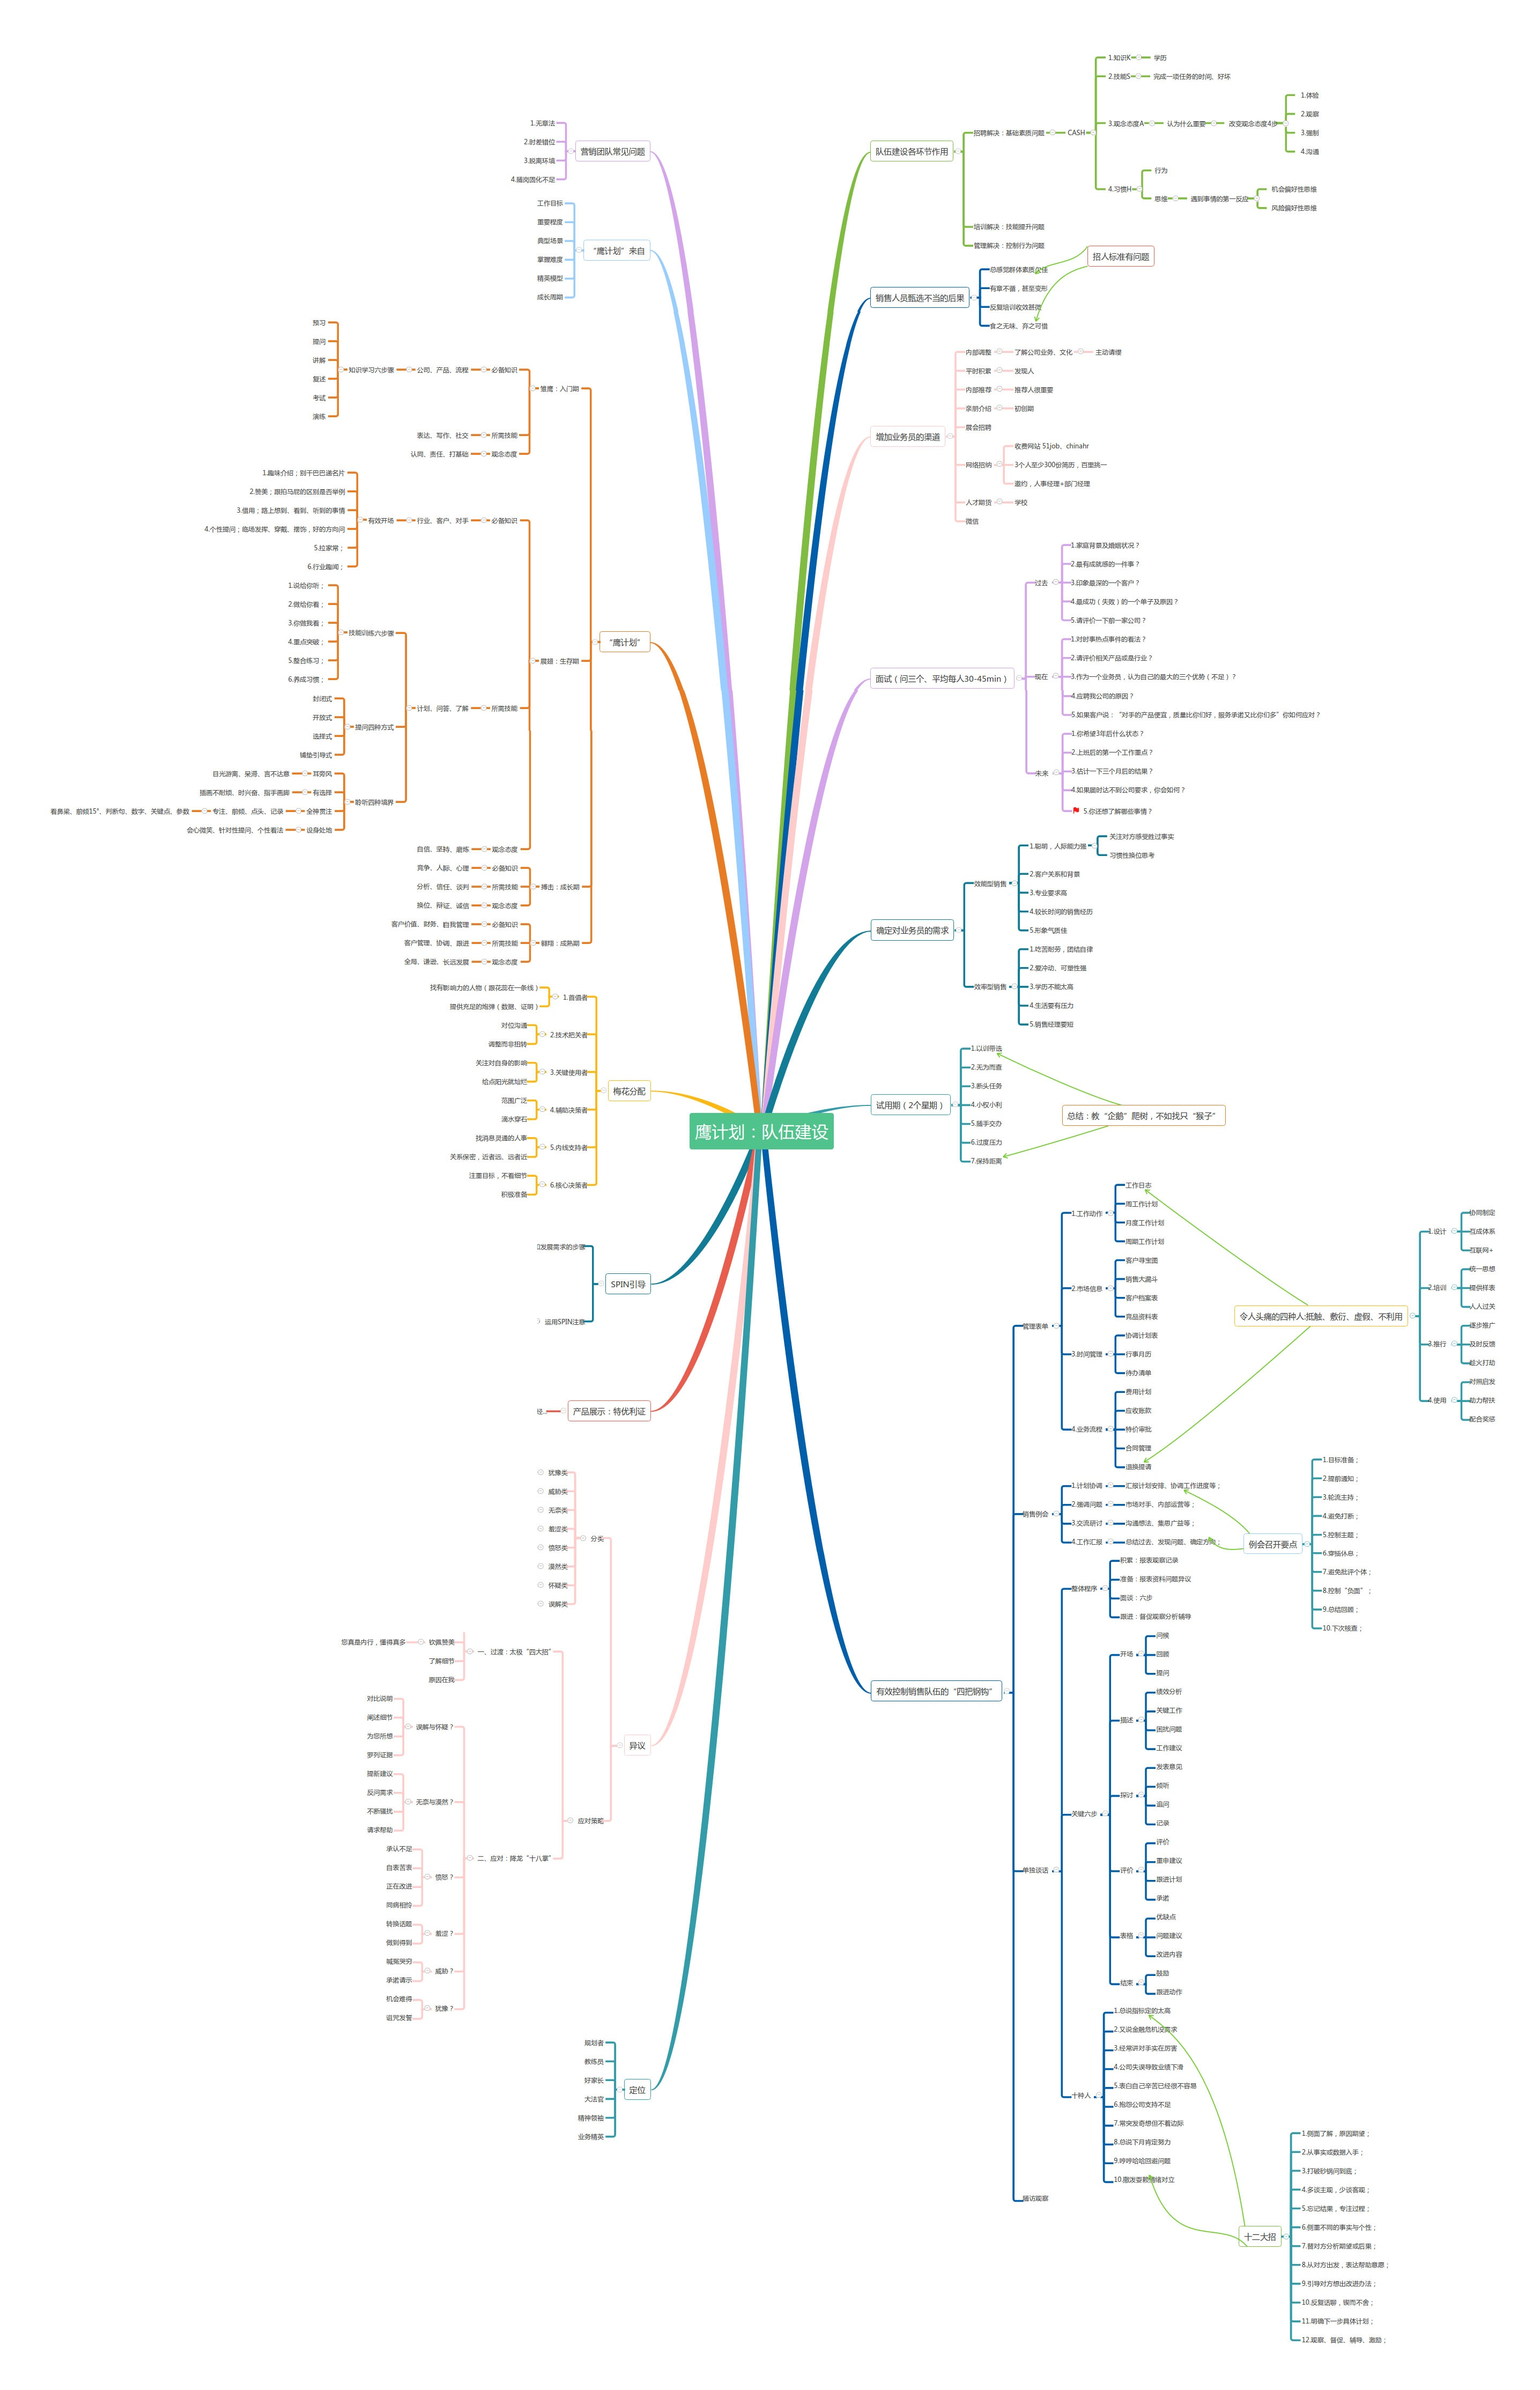 鹰计划：队伍建设
队伍建设各环节作用
招聘解决：基础素质问题
CASH
1.知识K
学历
2.技能S
完成一项任务的时间、好坏
3.观念态度A
认为什么重要
改变观念态度4步
1.体验
2.观察
3.强制
4.沟通
4.习惯H
行为
思维
遇到事情的第一反应
机会偏好性思维
风险偏好性思维
培训解决：技能提升问题
管理解决：控制行为问题
销售人员甄选不当的后果
总感觉群体素质欠佳
有章不循，甚至变形
反复培训收效甚微
食之无味、弃之可惜
招人标准有问题
增加业务员的渠道
内部调整
了解公司业务、文化
主动请缨
平时积累
发现人
内部推荐
推荐人很重要
亲朋介绍
初创期
展会招聘
网络招纳
收费网站 51job、chinahr
3个人至少300份简历，百里挑一
邀约，人事经理+部门经理
人才期货
学校
微信
面试（问三个、平均每人30-45min）
过去
1.家庭背景及婚姻状况？
2.最有成就感的一件事？
3.印象最深的一个客户？
4.最成功（失败）的一个单子及原因？
5.请评价一下前一家公司？
现在
1.对时事热点事件的看法？
2.请评价相关产品或是行业？
3.作为一个业务员，认为自己的最大的三个优势（不足）？
4.应聘我公司的原因？
5.如果客户说：“对手的产品便宜，质量比你们好，服务承诺又比你们多”你如何应对？
未来
1.你希望3年后什么状态？
2.上班后的第一个工作重点？
3.估计一下三个月后的结果？
4.如果届时达不到公司要求，你会如何？
5.你还想了解哪些事情？
确定对业务员的需求
效能型销售
1.聪明，人际能力强
关注对方感觉胜过事实
习惯性换位思考
2.客户关系和背景
3.专业要求高
4.较长时间的销售经历
5.形象气质佳
效率型销售
1.吃苦耐劳，团结自律
2.爱冲动、可塑性强
3.学历不能太高
4.生活要有压力
5.销售经理要短
试用期（2个星期）
1.以训带选
2.无为而查
3.断头任务
4.小权小利
5.随手交办
6.过度压力
7.保持距离
总结：教“企鹅”爬树，不如找只“猴子”
有效控制销售队伍的“四把钢钩”
管理表单
1.工作动作
工作日志
周工作计划
月度工作计划
周期工作计划
2.市场信息
客户寻宝图
销售大漏斗
客户档案表
竞品资料表
3.时间管理
协调计划表
行事月历
待办清单
4.业务流程
费用计划
应收账款
特价审批
合同管理
退换提调
令人头痛的四种人:抵触、敷衍、虚假、不利用
1.设计
协同制定
互成体系
互联网+
2.培训
统一思想
提供样表
人人过关
3.推行
逐步推广
及时反馈
趁火打劫
4.使用
对照启发
助力帮扶
配合奖惩
销售例会
1.计划协调
汇报计划安排、协调工作进度等；
2.强调问题
市场对手、内部运营等；
3.交流研讨
沟通想法、集思广益等；
4.工作汇报
总结过去、发现问题、确定方向；
例会召开要点
1.目标准备；
2.提前通知；
3.轮流主持；
4.避免打断；
5.控制主题；
6.穿插休息；
7.避免批评个体；
8.控制“负面”；
9.总结回顾；
10.下次核查；
单独谈话
整体程序
积累：报表观察记录
准备：报表资料问题异议
面谈：六步
跟进：督促观察分析辅导
关键六步
开场
问候
回顾
提问
描述
绩效分析
关键工作
困扰问题
工作建议
探讨
发表意见
倾听
追问
记录
评价
评价
重申建议
跟进计划
承诺
表格
优缺点
问题建议
改进内容
结束
鼓励
跟进动作
十种人
1.总说指标定的太高
2.又说金融危机没需求
3.经常讲对手实在厉害
4.公司失误导致业绩下滑
5.表白自己辛苦已经很不容易
6.抱怨公司支持不足
7.常突发奇想但不着边际
8.总说下月肯定努力
9.哼哼哈哈回避问题
10.撒泼耍赖情绪对立
随访观察
十二大招
1.侧面了解，原因期望；
2.从事实或数据入手；
3.打破砂锅问到底；
4.多谈主观，少谈客观；
5.忘记结果，专注过程；
6.侧重不同的事实与个性；
7.替对方分析期望或后果；
8.从对方出发，表达帮助意愿；
9.引导对方想出改进办法；
10.反复话聊，锲而不舍；
11.明确下一步具体计划；
12.观察、督促、辅导、激励；
营销团队常见问题
1.无章法
2.时差错位
3.脱离环境
4.随岗固化不足
“鹰计划”来自
工作目标
重要程度
典型场景
掌握难度
精英模型
成长周期
“鹰计划”
雏鹰：入门期
必备知识
公司、产品、流程
知识学习六步骤
预习
提问
讲解
复述
考试
演练
所需技能
表达、写作、社交
观念态度
认同、责任、打基础
展翅：生存期
必备知识
行业、客户、对手
有效开场
1.趣味介绍；别干巴巴递名片
2.赞美；跟拍马屁的区别是否举例
3.借用；路上想到、看到、听到的事情
4.个性提问；临场发挥、穿戴、摆饰，好的方向问
5.拉家常；
6.行业趣闻；
所需技能
计划、问答、了解
技能训练六步骤
1.说给你听；
2.做给你看；
3.你做我看；
4.重点突破；
5.整合练习；
6.养成习惯；
提问四种方式
封闭式
开放式
选择式
铺垫引导式
聆听四种境界
耳旁风
目光游离、呆滞、言不达意
有选择
插画不耐烦、时兴奋、指手画脚
全神贯注
专注、前倾、点头、记录
看鼻梁、前倾15°、判断句、数字、关键点、参数
设身处地
会心微笑、针对性提问、个性看法
观念态度
自信、坚持、磨炼
搏击：成长期
必备知识
竞争、人际、心理
所需技能
分析、信任、谈判
观念态度
换位、辩证、诚信
翱翔：成熟期
必备知识
客户价值、财务、自我管理
所需技能
客户管理、协调、跟进
观念态度
全局、谦逊、长远发展
梅花分配
1.首倡者
找有影响力的人物（跟花蕊在一条线）
提供充足的炮弹（数据、证明）
2.技术把关者
对位沟通
调整而非扭转
3.关键使用者
关注对自身的影响
给点阳光就灿烂
4.辅助决策者
范围广泛
滴水穿石
5.内线支持者
找消息灵通的人事
关系保密，近者远、远者近
6.核心决策者
注重目标，不看细节
积极准备
SPIN引导
发展需求的步骤
运用SPIN注意
产品展示：特优利证
径...
异议
分类
犹豫类
威胁类
无奈类
羞涩类
愤怒类
漠然类
怀疑类
误解类
应对策略
一、过渡：太极“四大招”
钦佩赞美
您真是内行，懂得真多
了解细节
原因在我
二、应对：降龙“十八掌”
误解与怀疑？
对比说明
阐述细节
为您所想
罗列证据
无奈与漠然？
提新建议
反问需求
不断骚扰
请求帮助
愤怒？
承认不足
自表苦衷
正在改进
同病相怜
羞涩？
转换话题
做到得到
威胁？
喊冤哭穷
承诺请示
犹豫？
机会难得
诅咒发誓
定位
规划者
教练员
好家长
大法官
精神领袖
业务精英